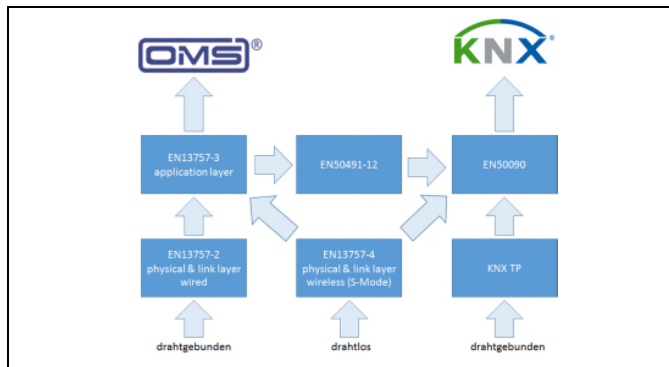 OMS®
KNX®
EN13757-3
application layer
EN50491-12
EN50090
EN13757-2
physical & link layer
wired
EN13757-4
physical & link layer
wireless (S-Mode)
KNX TP
drahtgebunden
drahtlos
drahtgebunden